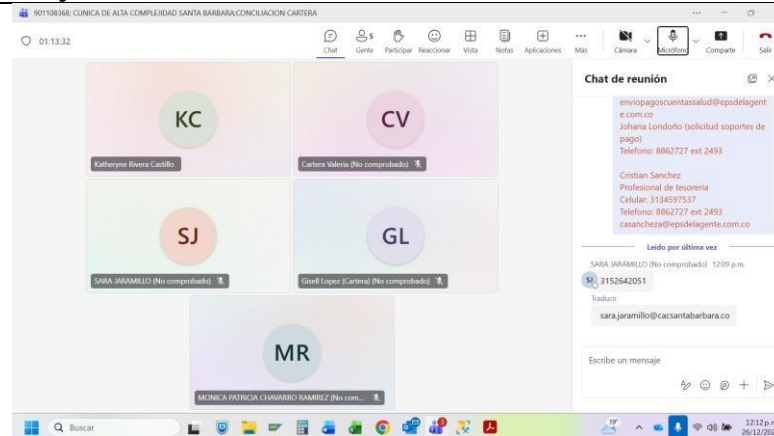 901108368; CLINICA DE ALTA COMPLEJIDAD SANTA BARBARA;CONCILIACION CARTERA
01:13:32
Chat
5
Gente
Participar
Reaccionar
Vista
Notas
Aplicaciones
Más
Cámara
Micrófono
Comparte
Salir
KC
Katheryne Rivera Castillo
CV
Cartera Valeria (No comprobado)
SJ
SARA JARAMILLO (No comprobado)
GL
Gisell Lopez (Cartera) (No comprobado)
MR
MONICA PATRICIA CHAVARRO RAMIREZ (No com...
Chat de reunión
enviopagoscuentassalud@epsdelagent
e.com.co
Johana Londoño (solicitud soportes de
pago)
Telefono: 8862727 ext 2493
Cristian Sanchez
Profesional de tesoreria
Celular: 3134597537
Telefono: 8862727 ext 2493
casancheza@epsdelagente.com.co
Leído por última vez
SARA JARAMILLO (No comprobado) 12:09 p.m.
SJ
3152642051
Traducir
sara.jaramillo@cacsantabarbara.co
Escribe un mensaje
Buscar
19°
12:12 p.
26/12/202